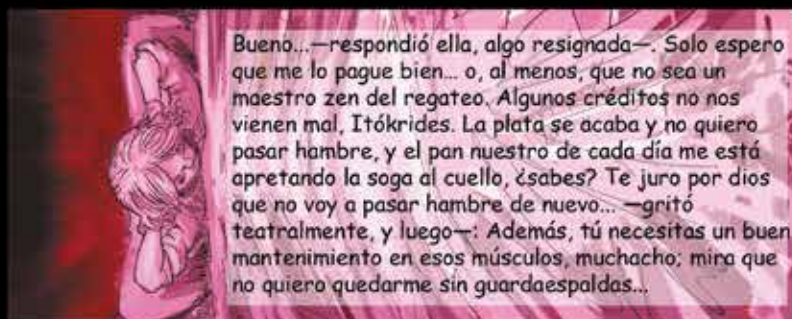 Bueno...—respondió ella, algo resignada—. Solo espero
que me lo pague bien... o, al menos, que no sea un
maestro zen del regateo. Algunos créditos no nos
vienen mal, Itókrides. La plata se acaba y no quiero
pasar hambre, y el pan nuestro de cada día me está
apretando la soga al cuello, ¿sabes? Te juro por dios
que no voy a pasar hambre de nuevo... —gritó
teatralmente, y luego—: Además, tú necesitas un buen
mantenimiento en esos músculos, muchacho; mira que
no quiero quedarme sin guardaespaldas...